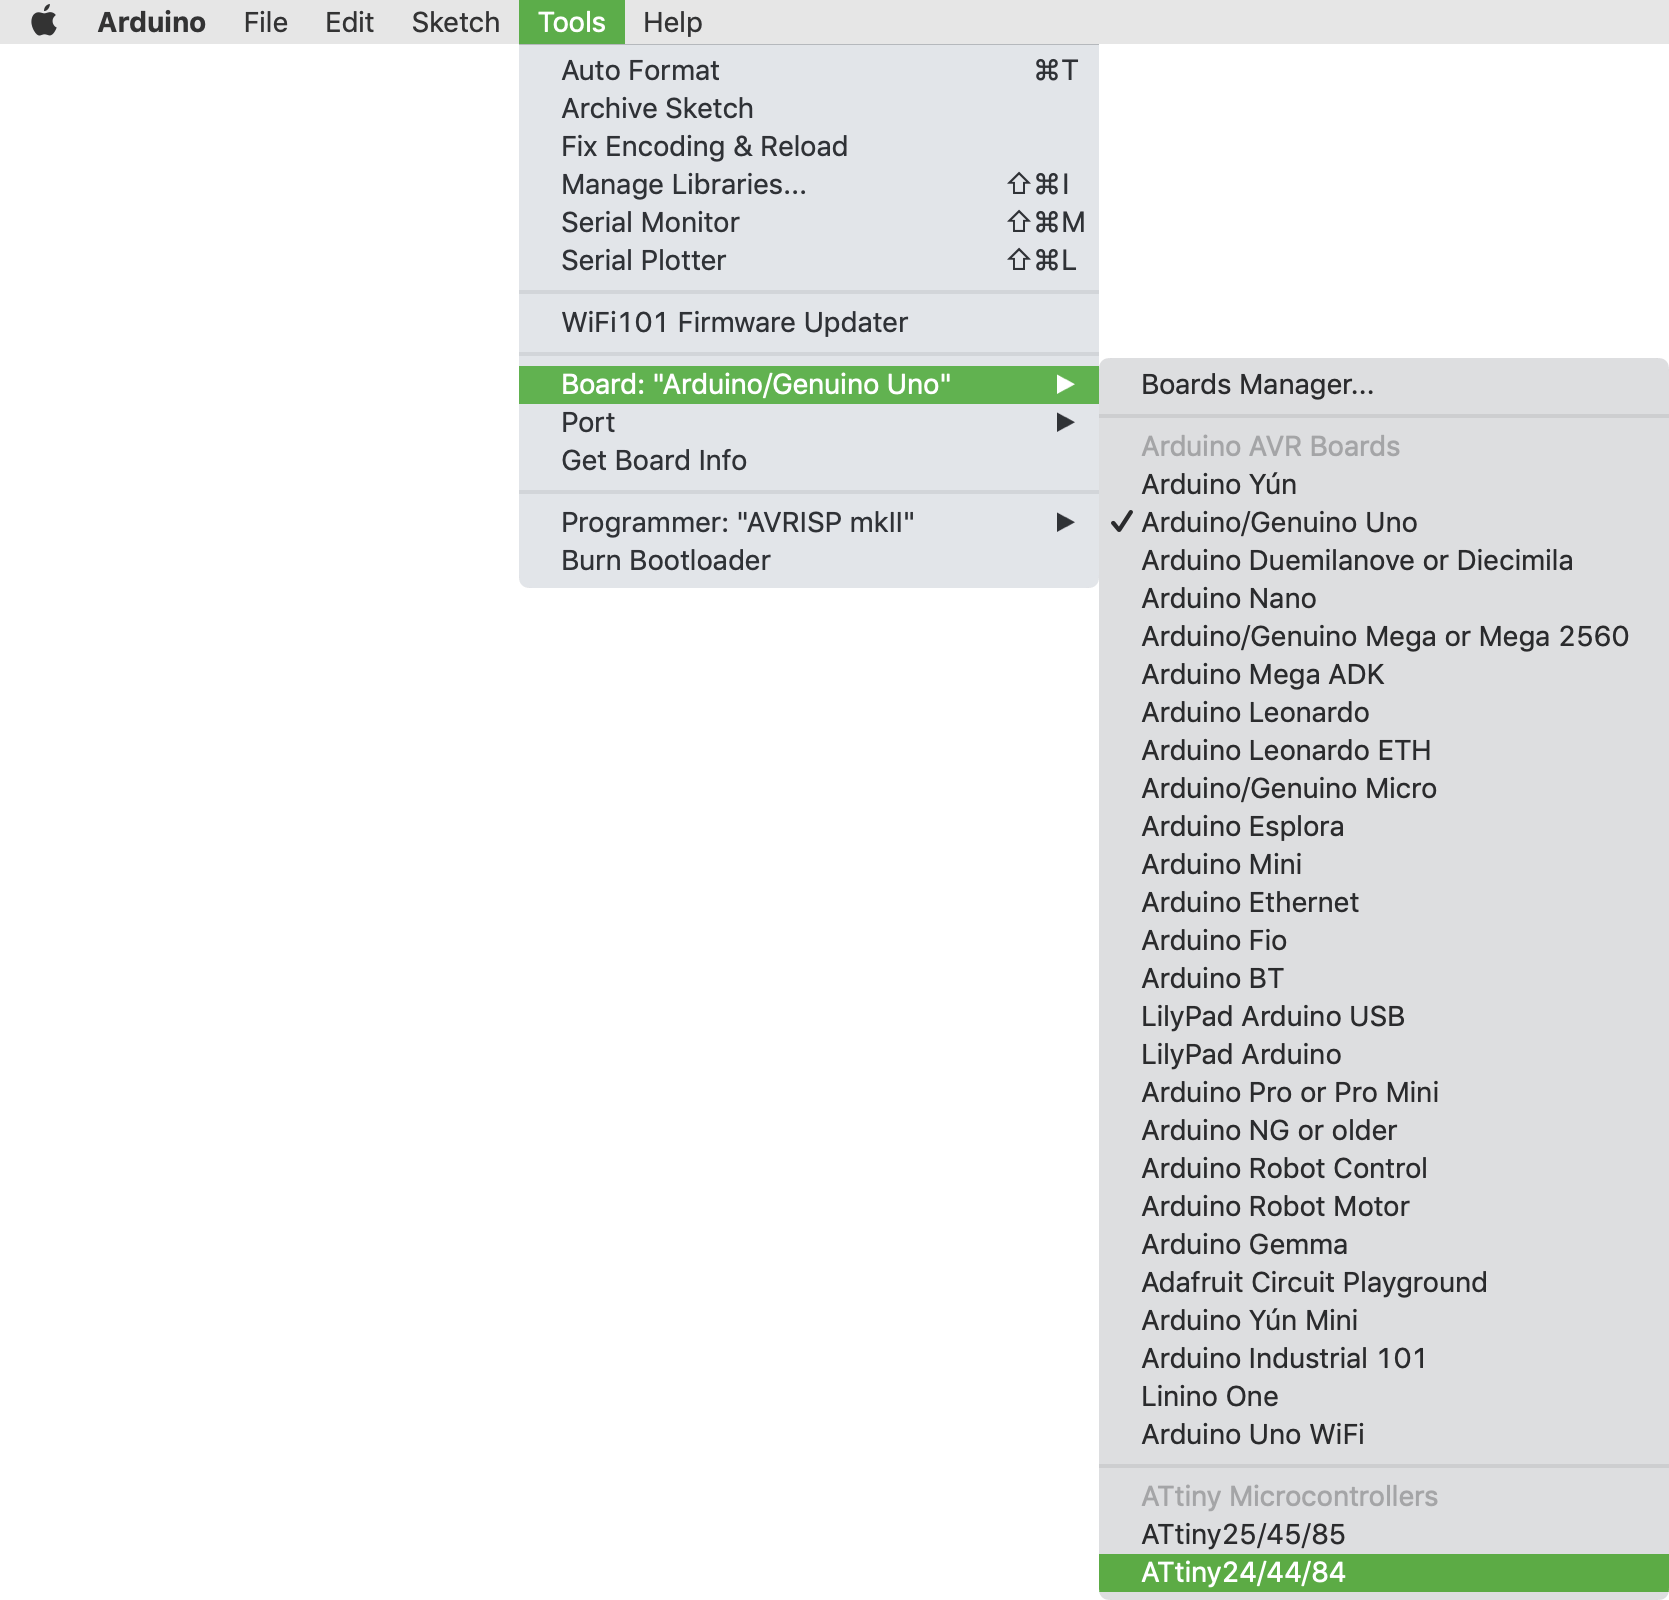 Arduino File Edit Sketch Tools Help
Auto Format ⌘T
Archive Sketch
Fix Encoding & Reload
Manage Libraries... ⇧⌘I
Serial Monitor ⇧⌘M
Serial Plotter ⇧⌘L
WiFi101 Firmware Updater
Board: "Arduino/Genuino Uno" ▶
Port ▶
Get Board Info
Programmer: "AVRISP mkII" ▶
Burn Bootloader
Boards Manager...
Arduino AVR Boards
Arduino Yún
✓ Arduino/Genuino Uno
Arduino Duemilanove or Diecimila
Arduino Nano
Arduino/Genuino Mega or Mega 2560
Arduino Mega ADK
Arduino Leonardo
Arduino Leonardo ETH
Arduino/Genuino Micro
Arduino Esplora
Arduino Mini
Arduino Ethernet
Arduino Fio
Arduino BT
LilyPad Arduino USB
LilyPad Arduino
Arduino Pro or Pro Mini
Arduino NG or older
Arduino Robot Control
Arduino Robot Motor
Arduino Gemma
Adafruit Circuit Playground
Arduino Yún Mini
Arduino Industrial 101
Linino One
Arduino Uno WiFi
ATtiny Microcontrollers
ATtiny25/45/85
ATtiny24/44/84